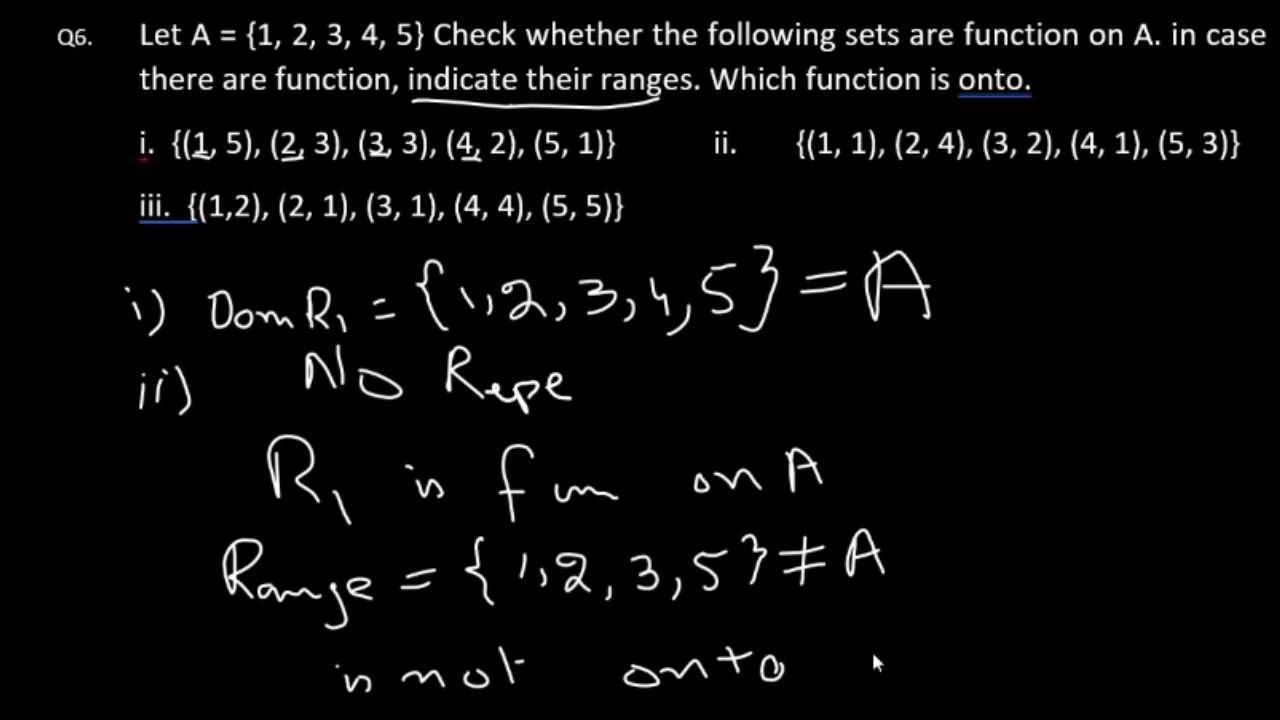 Q6. Let A = {1, 2, 3, 4, 5} Check whether the following sets are function on A. in case
there are function, indicate their ranges. Which function is onto.
i. {(1, 5), (2, 3), (3, 3), (4, 2), (5, 1)} ii. {(1, 1), (2, 4), (3, 2), (4, 1), (5, 3)}
iii. {(1,2), (2, 1), (3, 1), (4, 4), (5, 5)}
i) Dom R₁ = {1, 2, 3, 4, 5} = A
ii) NO Repe
R₁ is fun on A
Range = {1, 2, 3, 5} ≠ A
is not onto